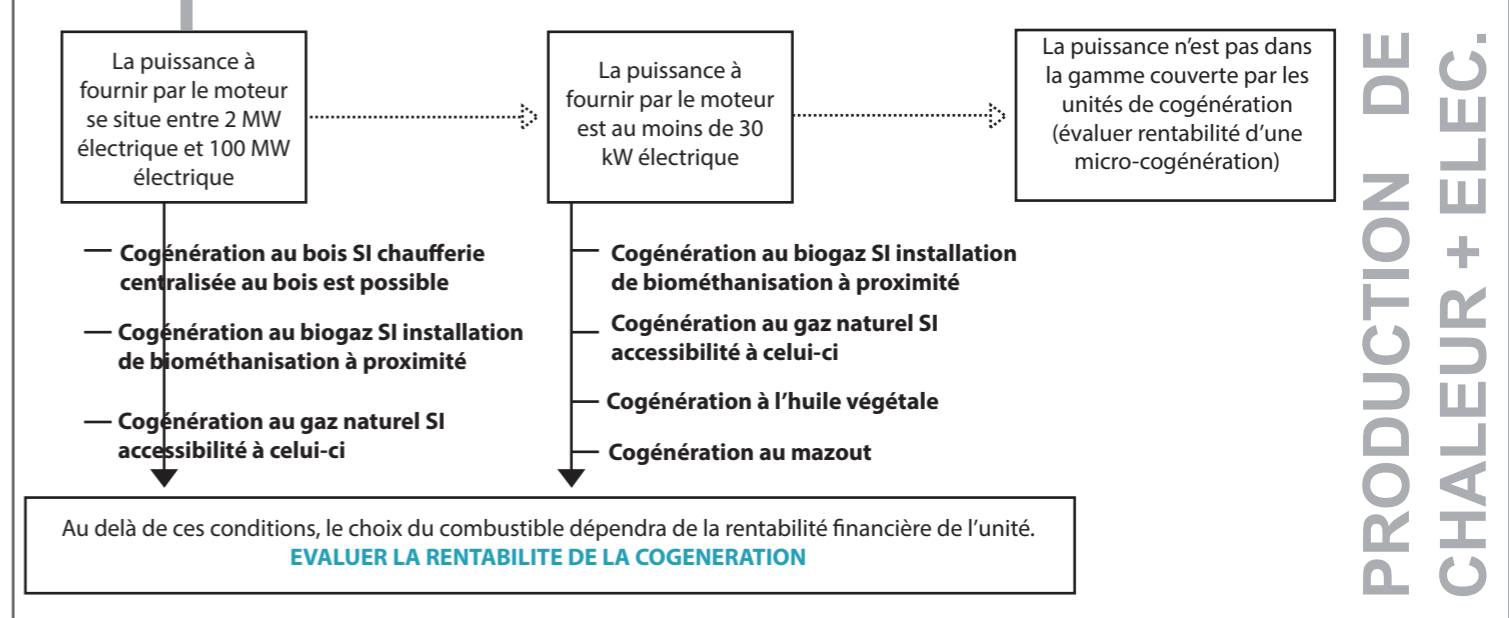 La puissance à
fournir par le moteur
se situe entre 2 MW
électrique et 100 MW
électrique
La puissance à
fournir par le moteur
est au moins de 30
kW électrique
La puissance n'est pas dans
la gamme couverte par les
unités de cogénération
(évaluer rentabilité d'une
micro-cogénération)
Cogénération au bois SI chaufferie
centralisée au bois est possible
Cogénération au biogaz SI installation
de biométhanisation à proximité
Cogénération au gaz naturel SI
accessibilité à celui-ci
Cogénération au biogaz SI installation
de biométhanisation à proximité
Cogénération au gaz naturel SI
accessibilité à celui-ci
Cogénération à l'huile végétale
Cogénération au mazout
Au delà de ces conditions, le choix du combustible dépendra de la rentabilité financière de l'unité.
EVALUER LA RENTABILITE DE LA COGENERATION
PRODUCTION DE
CHALEUR + ELEC.